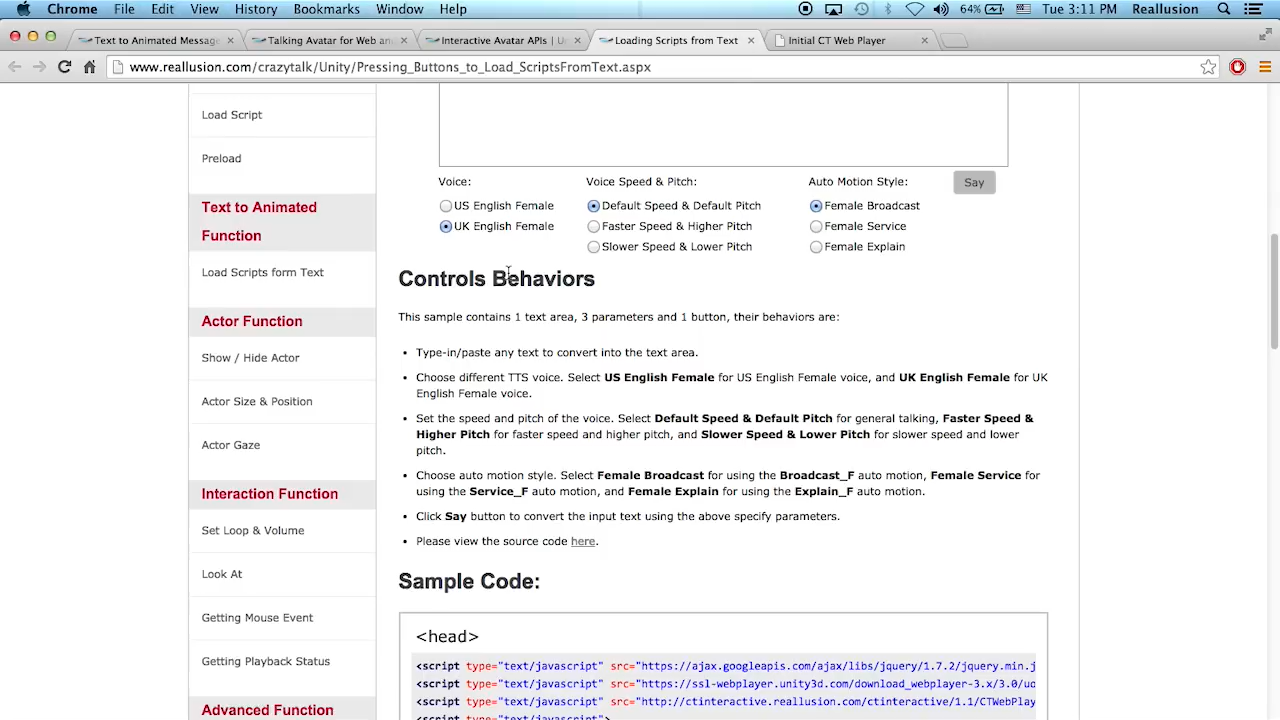 Chrome File Edit View History Bookmarks Window Help 64% Tue 3:11 PM Reallusion
Text to Animated Message Talking Avatar for Web an Interactive Avatar APIs | U Loading Scripts from Text Initial CT Web Player
www.reallusion.com/crazytalk/Unity/Pressing_Buttons_to_Load_ScriptsFromText.aspx
Load Script
Preload
Text to Animated
Function
Load Scripts form Text
Actor Function
Show / Hide Actor
Actor Size & Position
Actor Gaze
Interaction Function
Set Loop & Volume
Look At
Getting Mouse Event
Getting Playback Status
Advanced Function
Voice: Voice Speed & Pitch: Auto Motion Style: Say
US English Female Default Speed & Default Pitch Female Broadcast
UK English Female Faster Speed & Higher Pitch Female Service
Slower Speed & Lower Pitch Female Explain
Controls Behaviors
This sample contains 1 text area, 3 parameters and 1 button, their behaviors are:
• Type-in/paste any text to convert into the text area.
• Choose different TTS voice. Select US English Female for US English Female voice, and UK English Female for UK
English Female voice.
• Set the speed and pitch of the voice. Select Default Speed & Default Pitch for general talking, Faster Speed &
Higher Pitch for faster speed and higher pitch, and Slower Speed & Lower Pitch for slower speed and lower
pitch.
• Choose auto motion style. Select Female Broadcast for using the Broadcast_F auto motion, Female Service for
using the Service_F auto motion, and Female Explain for using the Explain_F auto motion.
• Click Say button to convert the input text using the above specify parameters.
• Please view the source code here.
Sample Code:
<head>
<script type="text/javascript" src="https://ajax.googleapis.com/ajax/libs/jquery/1.7.2/jquery.min.j
<script type="text/javascript" src="https://ssl-webplayer.unity3d.com/download_webplayer-3.x/3.0/uo
<script type="text/javascript" src="http://ctinteractive.reallusion.com/ctinteractive/1.1/CTWebPlay
<script type="text/javascript">